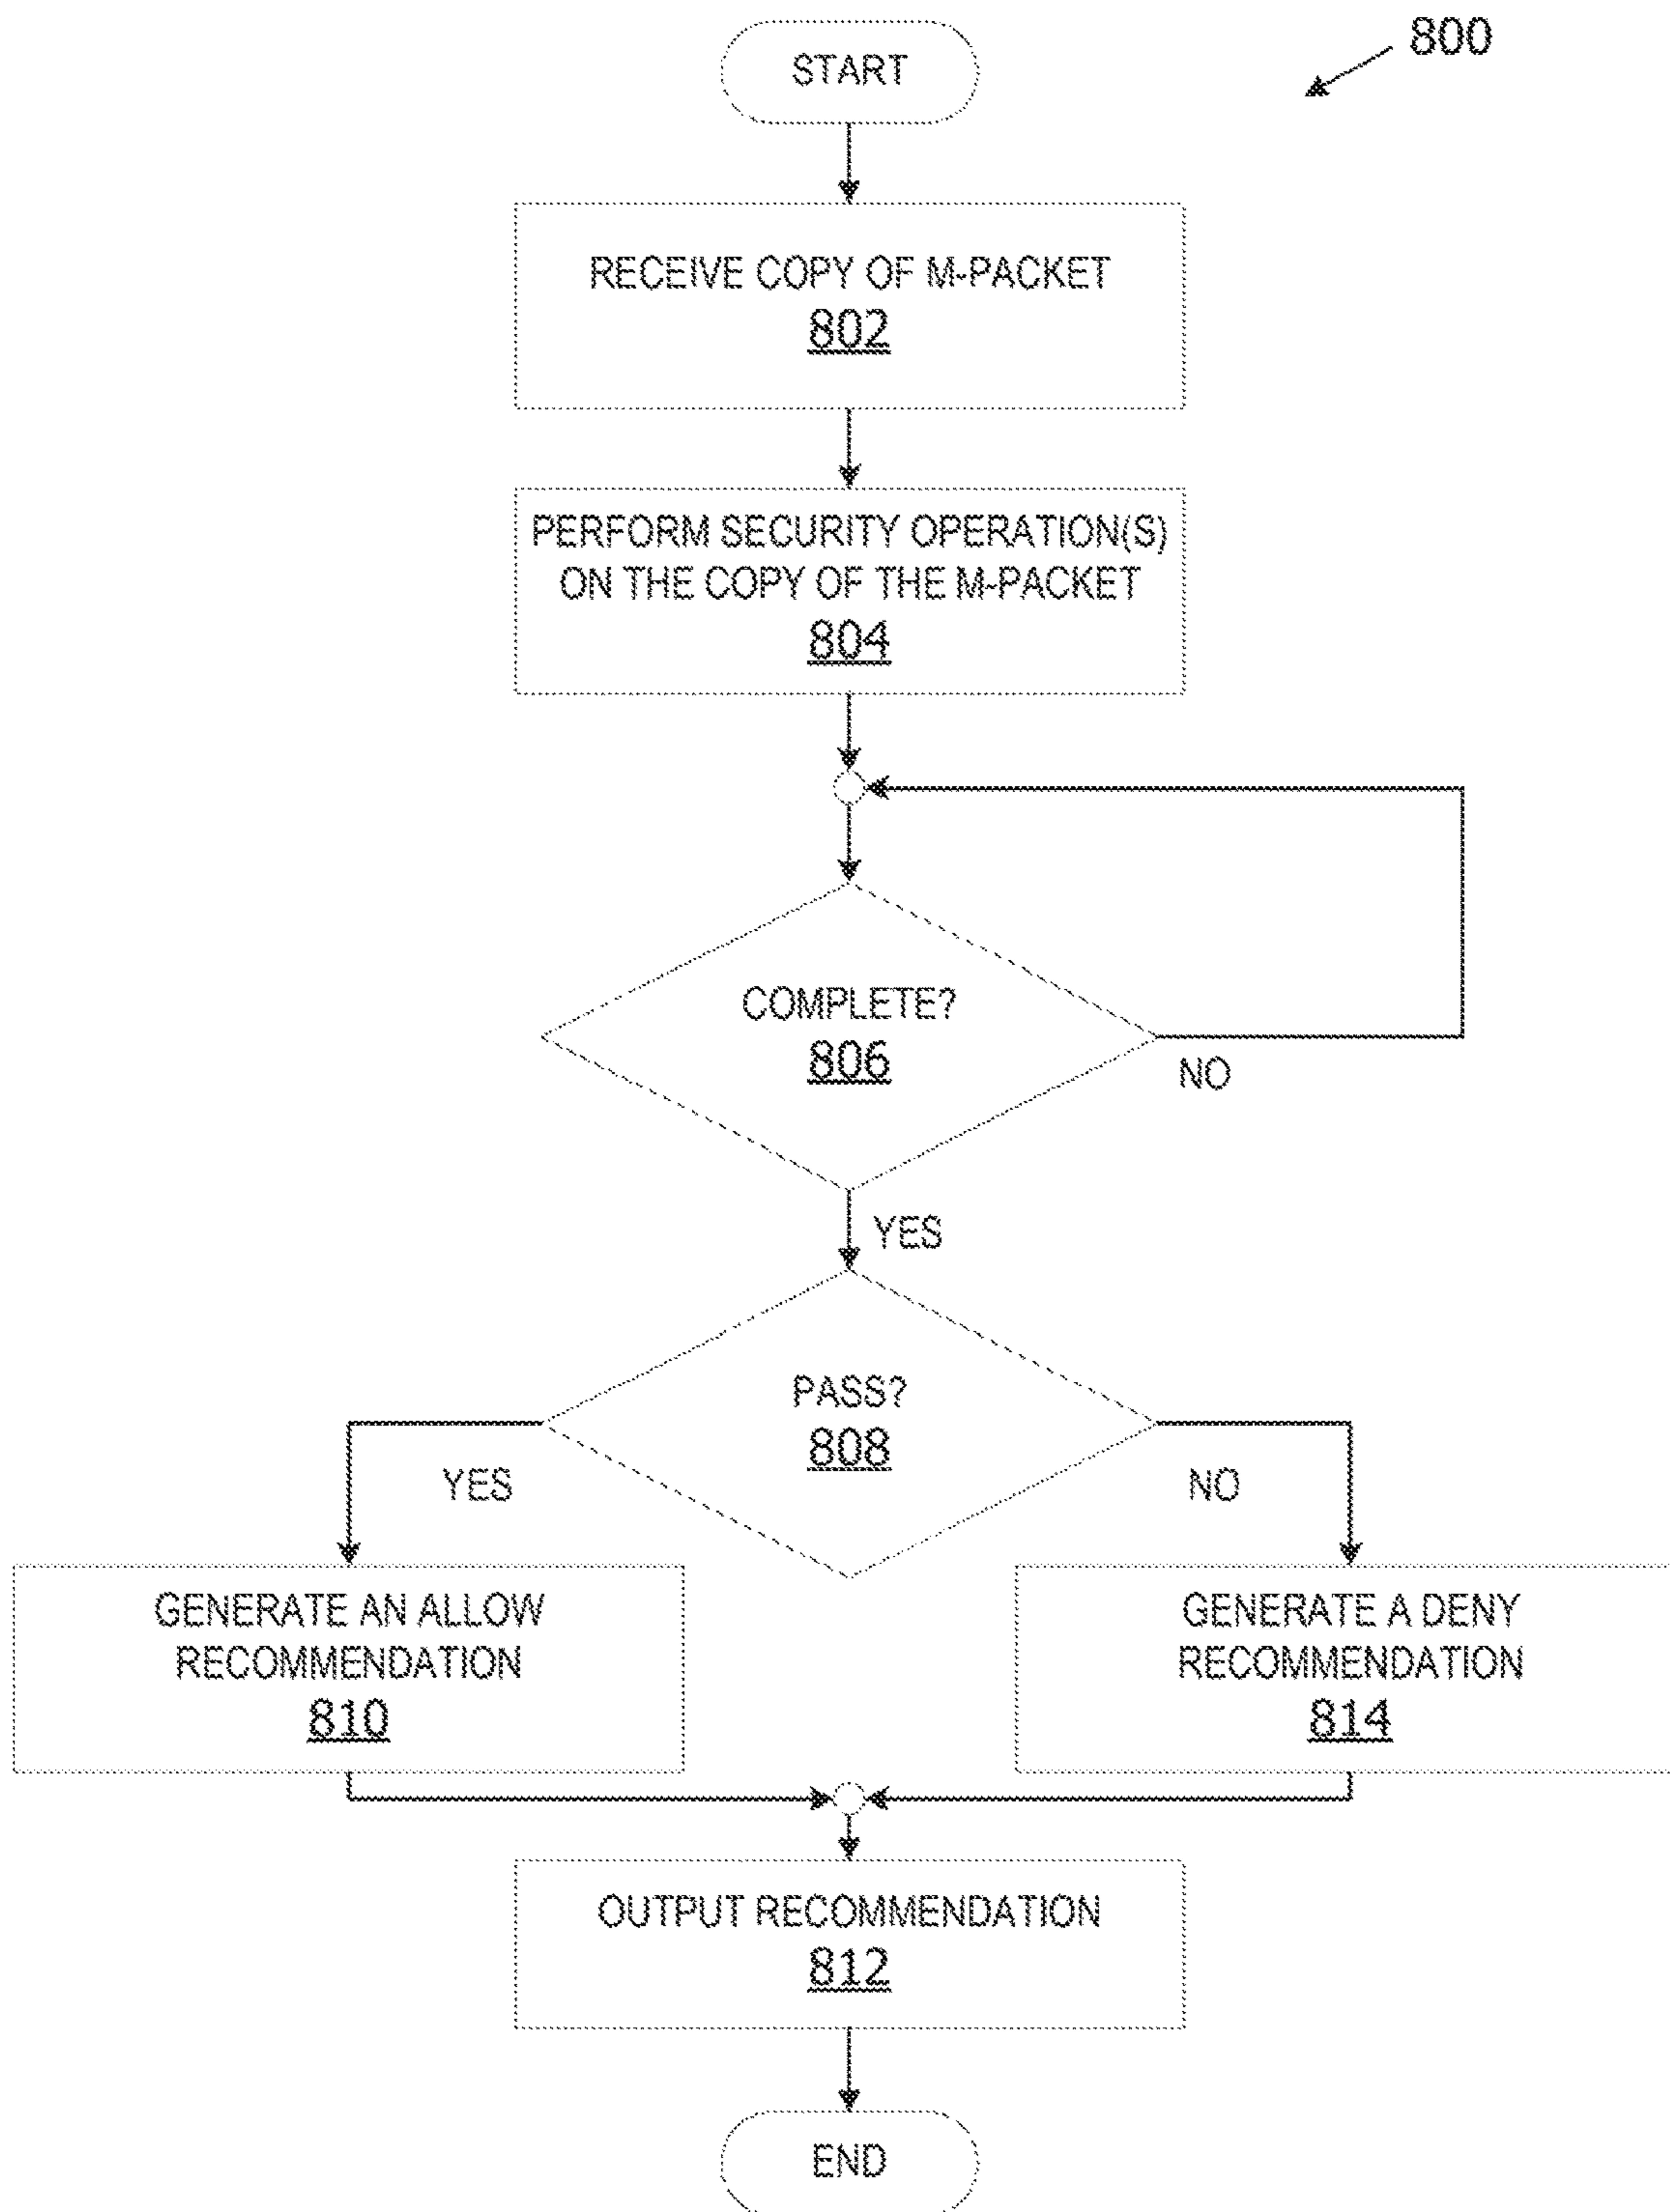 800
START
RECEIVE COPY OF M-PACKET
802
PERFORM SECURITY OPERATION(S)
ON THE COPY OF THE M-PACKET
804
COMPLETE?
806
NO
YES
PASS?
808
YES
NO
GENERATE AN ALLOW
RECOMMENDATION
810
GENERATE A DENY
RECOMMENDATION
814
OUTPUT RECOMMENDATION
812
END